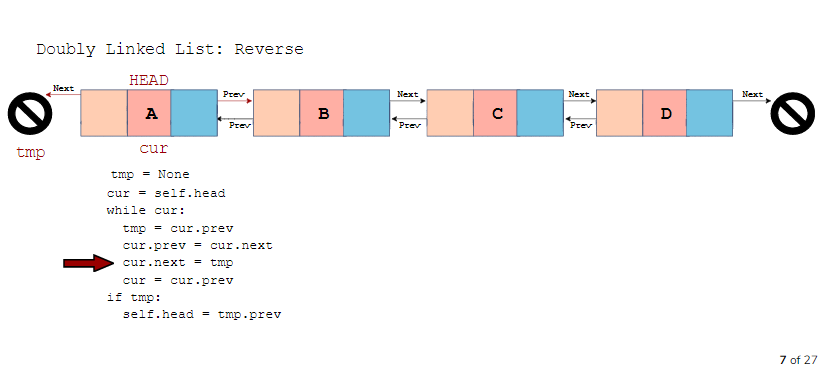 Doubly Linked List: Reverse
HEAD
Next Prev Next Next Next
A B C D
Prev Prev Prev
tmp cur
tmp = None
cur = self.head
while cur:
  tmp = cur.prev
  cur.prev = cur.next
  cur.next = tmp
  cur = cur.prev
if tmp:
  self.head = tmp.prev
7 of 27